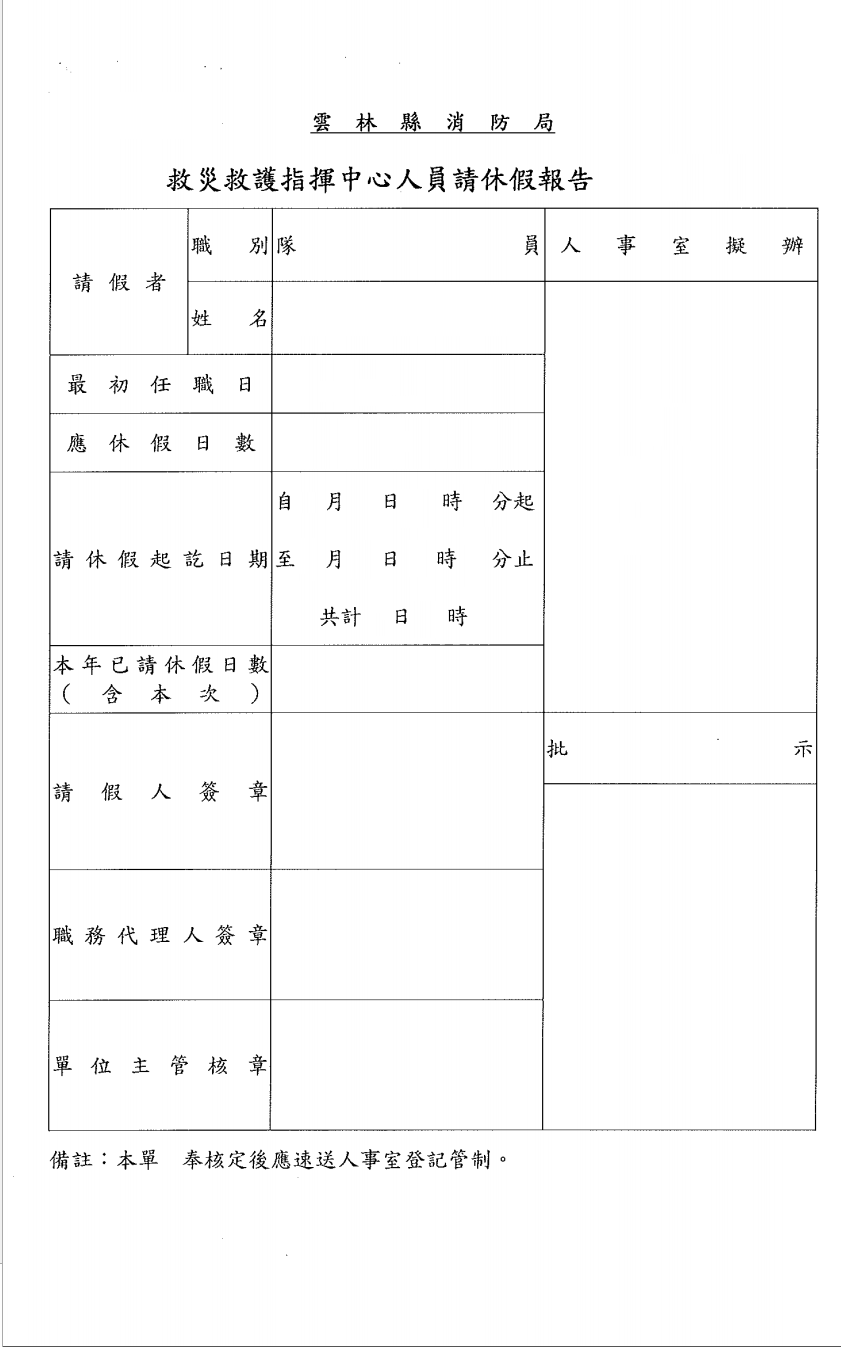 雲林縣消防局
救災救護指揮中心人員請休假報告
請假者
職別
隊員
人事室擬辦
姓名
最初任職日
應休假日數
請休假起訖日期
自 月 日 時 分起
至 月 日 時 分止
共計 日 時
本年已請休假日數
（含本次）
請假人簽章
批示
職務代理人簽章
單位主管核章
備註：本單 奉核定後應速送人事室登記管制。